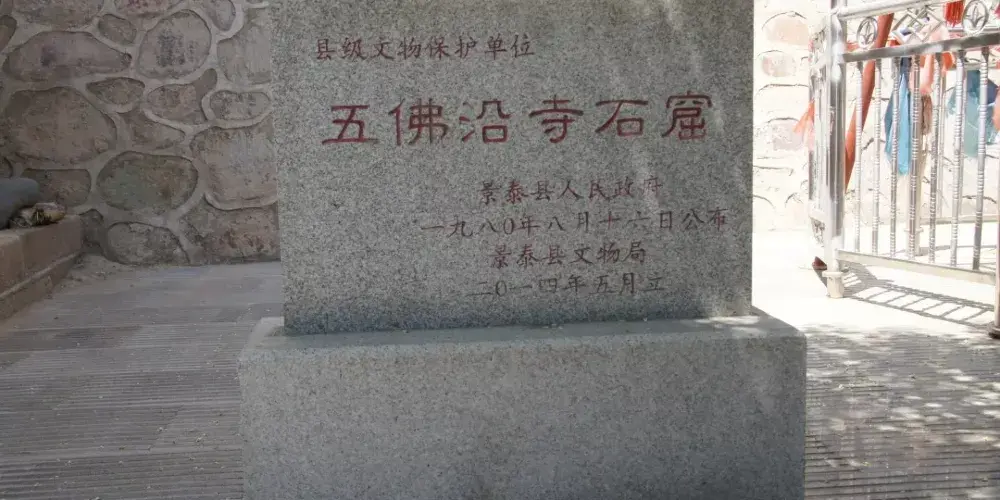 县级文物保护单位
五佛沿寺石窟
景泰县人民政府
一九八〇年八月十六日公布
景泰县文物局
二〇一四年五月立